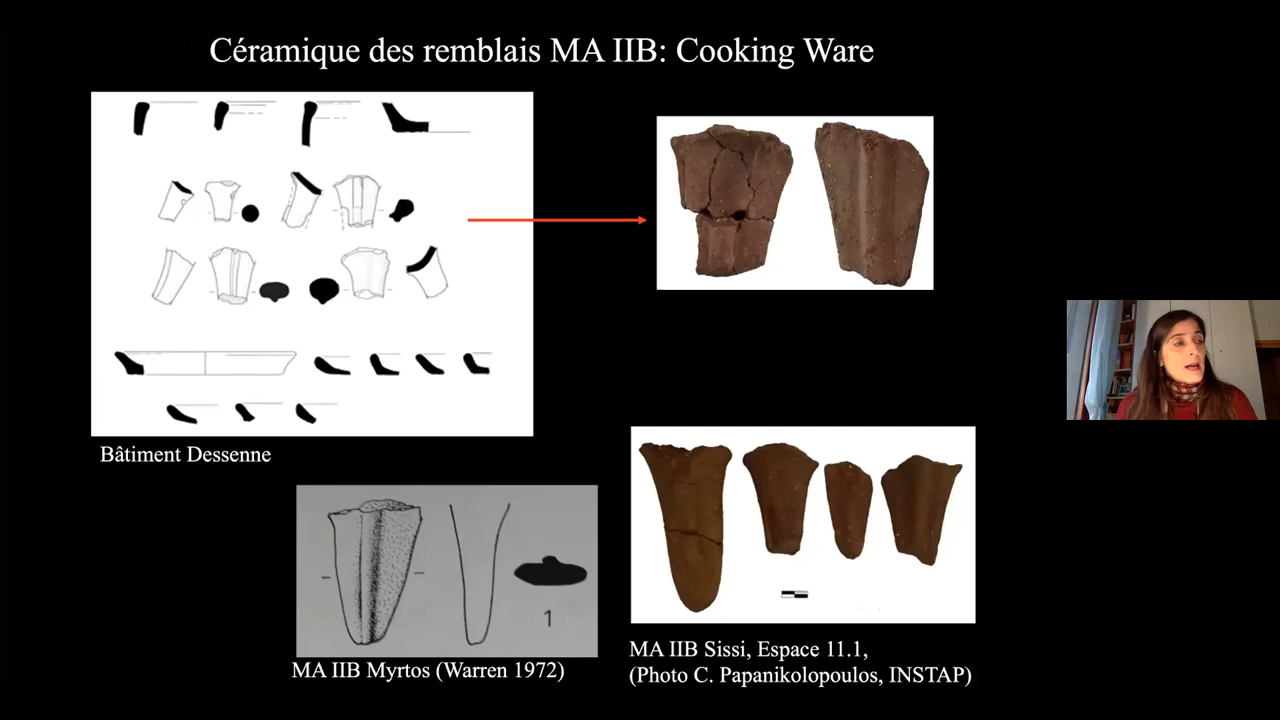 Céramique des remblais MA IIB: Cooking Ware
Bâtiment Dessenne
1
MA IIB Myrtos (Warren 1972)
MA IIB Sissi, Espace 11.1,
(Photo C. Papanikolopoulos, INSTAP)